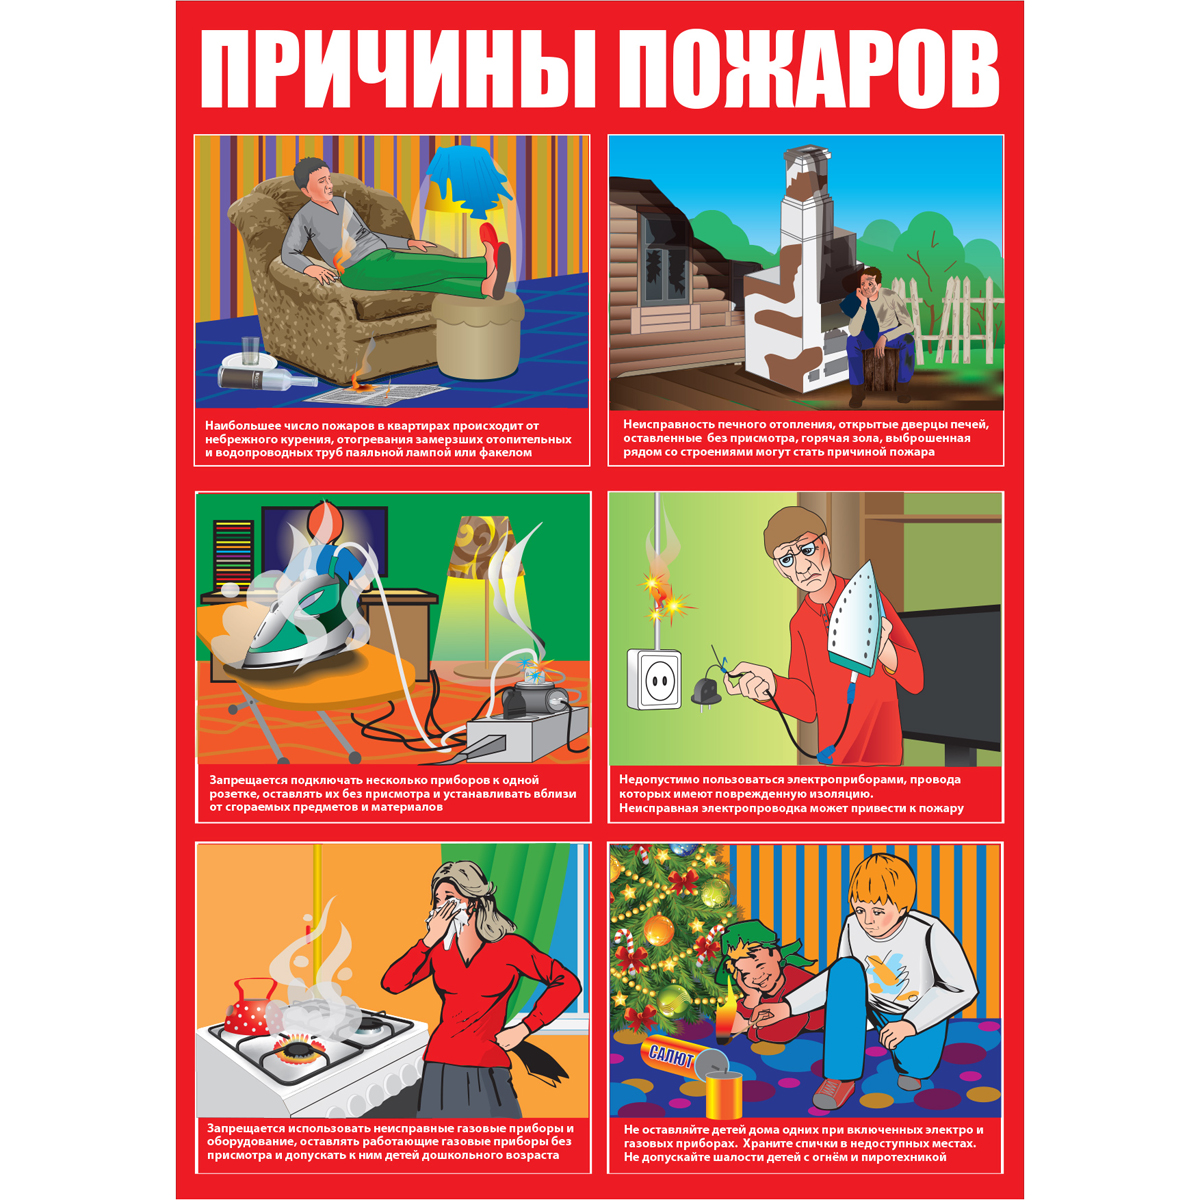 ПРИЧИНЫ ПОЖАРОВ
Наибольшее число пожаров в квартирах происходит от
небрежного курения, отогревания замерзших отопительных
и водопроводных труб паяльной лампой или факелом
Неисправность печного отопления, открытые дверцы печей,
оставленные без присмотра, горячая зола, выброшенная
рядом со строениями могут стать причиной пожара
Запрещается подключать несколько приборов к одной
розетке, оставлять их без присмотра и устанавливать вблизи
от сгораемых предметов и материалов
Недопустимо пользоваться электроприборами, провода
которых имеют поврежденную изоляцию.
Неисправная электропроводка может привести к пожару
САЛЮТ
Запрещается использовать неисправные газовые приборы и
оборудование, оставлять работающие газовые приборы без
присмотра и допускать к ним детей дошкольного возраста
Не оставляйте детей дома одних при включенных электро и
газовых приборах. Храните спички в недоступных местах.
Не допускайте шалости детей с огнём и пиротехникой